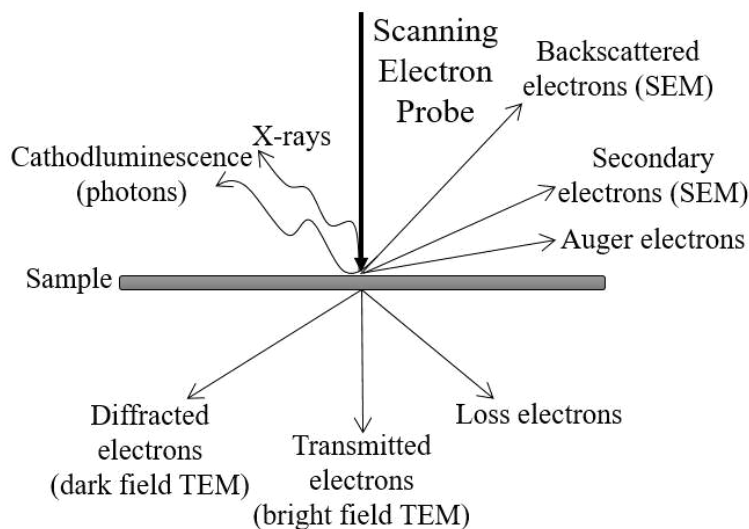 Scanning
Electron
Probe
Backscattered
electrons (SEM)
X-rays
Cathodluminescence
(photons)
Secondary
electrons (SEM)
Auger electrons
Sample
Diffracted
electrons
(dark field TEM)
Transmitted
electrons
(bright field TEM)
Loss electrons